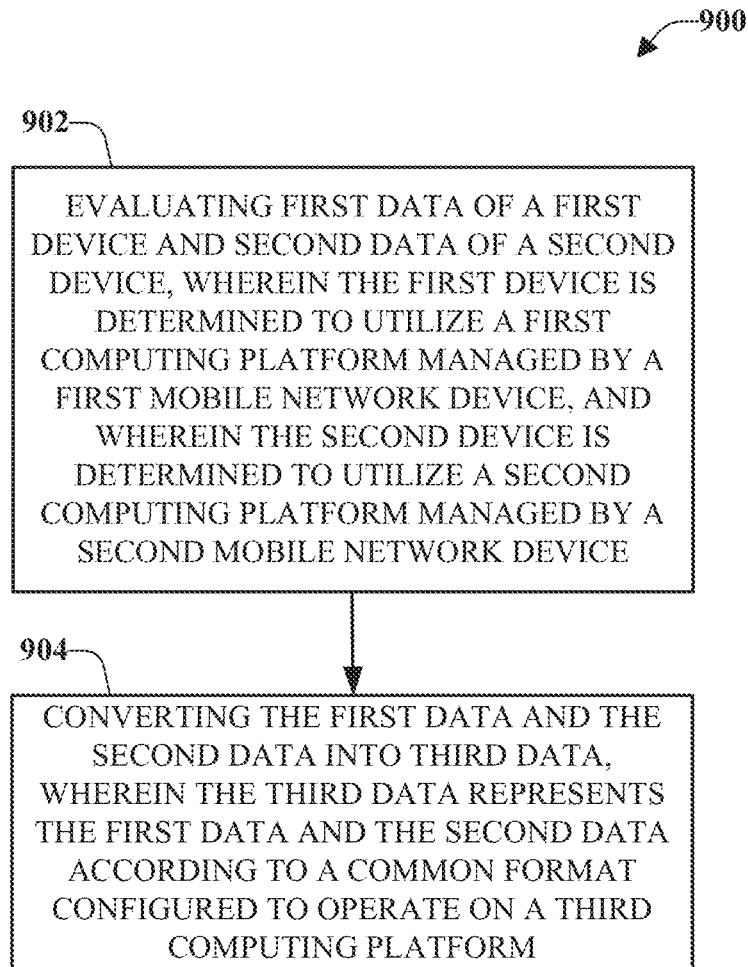 900
902
EVALUATING FIRST DATA OF A FIRST
DEVICE AND SECOND DATA OF A SECOND
DEVICE, WHEREIN THE FIRST DEVICE IS
DETERMINED TO UTILIZE A FIRST
COMPUTING PLATFORM MANAGED BY A
FIRST MOBILE NETWORK DEVICE, AND
WHEREIN THE SECOND DEVICE IS
DETERMINED TO UTILIZE A SECOND
COMPUTING PLATFORM MANAGED BY A
SECOND MOBILE NETWORK DEVICE
904
CONVERTING THE FIRST DATA AND THE
SECOND DATA INTO THIRD DATA,
WHEREIN THE THIRD DATA REPRESENTS
THE FIRST DATA AND THE SECOND DATA
ACCORDING TO A COMMON FORMAT
CONFIGURED TO OPERATE ON A THIRD
COMPUTING PLATFORM